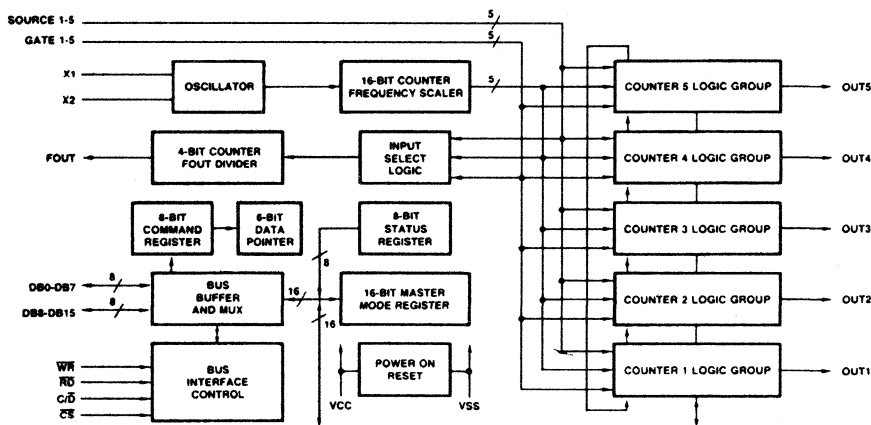 SOURCE 1-5
5
GATE 1-5
5
X1
X2
OSCILLATOR
16-BIT COUNTER
FREQUENCY SCALER
5
COUNTER 5 LOGIC GROUP
OUT5
FOUT
4-BIT COUNTER
FOUT DIVIDER
INPUT
SELECT
LOGIC
COUNTER 4 LOGIC GROUP
OUT4
8-BIT
COMMAND
REGISTER
6-BIT
DATA
POINTER
8-BIT
STATUS
REGISTER
COUNTER 3 LOGIC GROUP
OUT3
8
DB0-DB7
8
DB8-DB15
8
BUS
BUFFER
AND MUX
16
16-BIT MASTER
MODE REGISTER
16
COUNTER 2 LOGIC GROUP
OUT2
WR
RD
C/D
CS
BUS
INTERFACE
CONTROL
POWER ON
RESET
VCC
VSS
COUNTER 1 LOGIC GROUP
OUT1